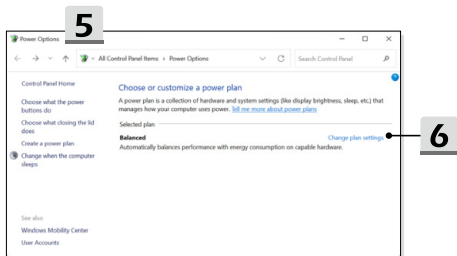 5
Power Options
All Control Panel Items › Power Options
Search Control Panel
Control Panel Home
Choose what the power
buttons do
Choose what closing the lid
does
Create a power plan
Change when the computer
sleeps
See also
Windows Mobility Center
User Accounts
Choose or customize a power plan
A power plan is a collection of hardware and system settings (like display brightness, sleep, etc.) that
manages how your computer uses power. Tell me more about power plans
Selected plan
Balanced Change plan settings
Automatically balances performance with energy consumption on capable hardware.
6